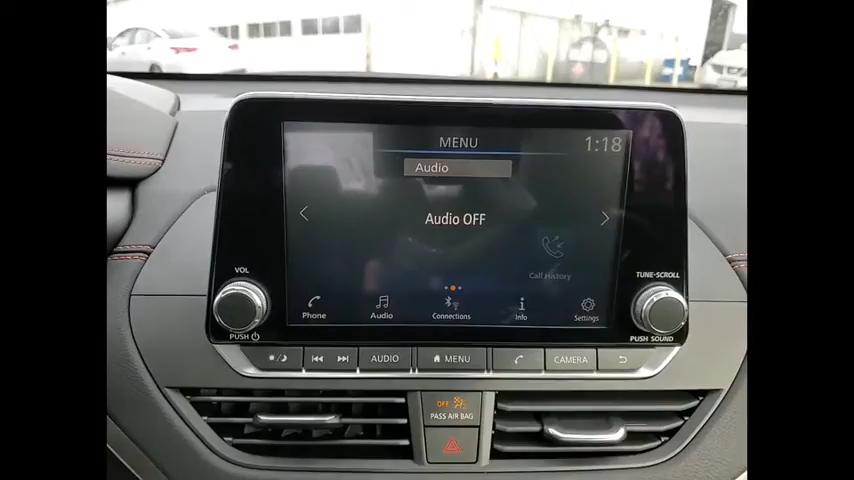 MENU
1:18
Audio
Audio OFF
Call History
Phone
Audio
Connections
Info
Settings
VOL
PUSH
TUNE·SCROLL
PUSH SOUND
AUDIO
MENU
CAMERA
OFF
PASS AIR BAG